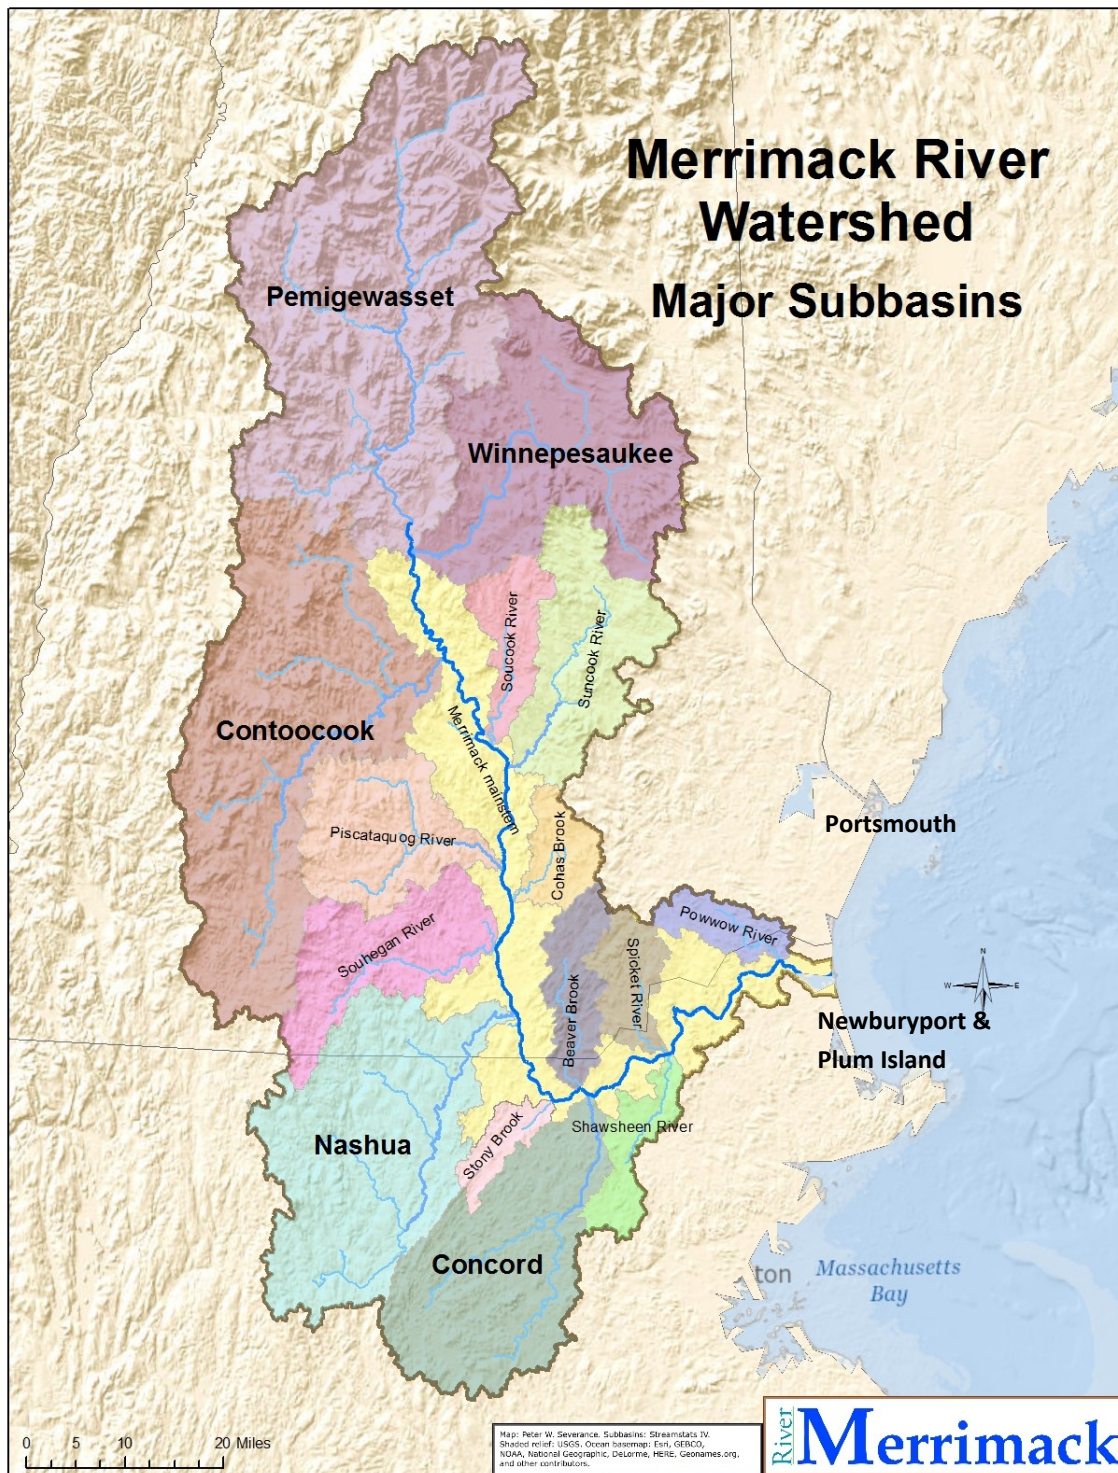 Merrimack River
Watershed
Major Subbasins
Pemigewasset
Winnepesaukee
Soucook River
Suncook River
Contoocook
Merrimack mainstem
Portsmouth
Piscataquog River
Cohas Brook
Powwow River
Souhegan River
Spicket River
Beaver Brook
N
W
E
S
Newburyport &
Plum Island
Nashua
Stony Brook
Shawsheen River
Concord
ton
Massachusetts
Bay
0 5 10 20 Miles
Map: Peter W. Severance. Subbasins: Streamstats IV.
Shaded relief: USGS. Ocean basemap: Esri, GEBCO,
NOAA, National Geographic, DeLorme, HERE, Geonames.org,
and other contributors.
River
Merrimack